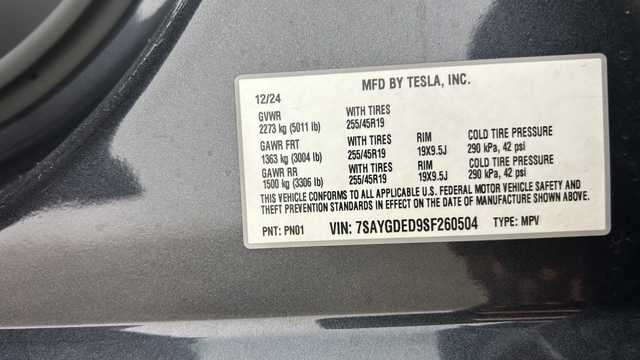 MFD BY TESLA, INC.
12/24
GVWR WITH TIRES
2273 kg (5011 lb) 255/45R19
GAWR FRT WITH TIRES RIM COLD TIRE PRESSURE
1363 kg (3004 lb) 255/45R19 19X9.5J 290 kPa, 42 psi
GAWR RR WITH TIRES RIM COLD TIRE PRESSURE
1500 kg (3306 lb) 255/45R19 19X9.5J 290 kPa, 42 psi
THIS VEHICLE CONFORMS TO ALL APPLICABLE U.S. FEDERAL MOTOR VEHICLE SAFETY AND
THEFT PREVENTION STANDARDS IN EFFECT ON THE DATE OF MANUFACTURE SHOWN ABOVE.
PNT: PN01 VIN: 7SAYGDED9SF260504 TYPE: MPV